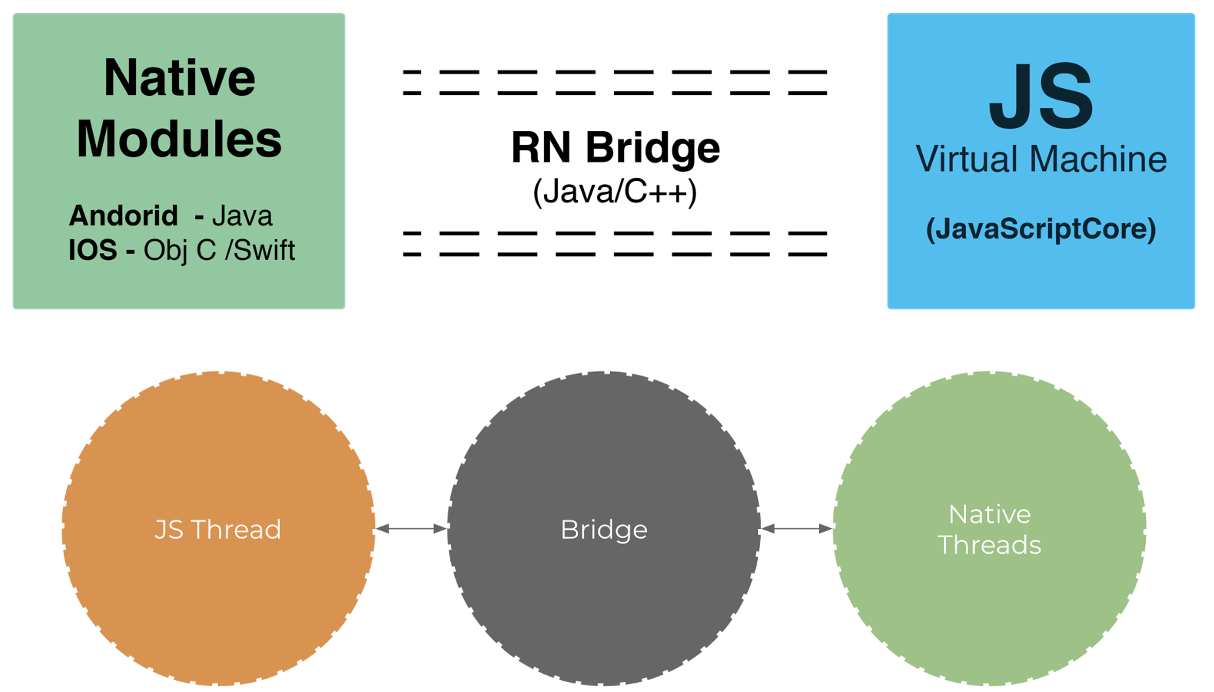 Native
Modules
Andorid - Java
IOS - Obj C /Swift
RN Bridge
(Java/C++)
JS
Virtual Machine
(JavaScriptCore)
JS Thread
Bridge
Native
Threads